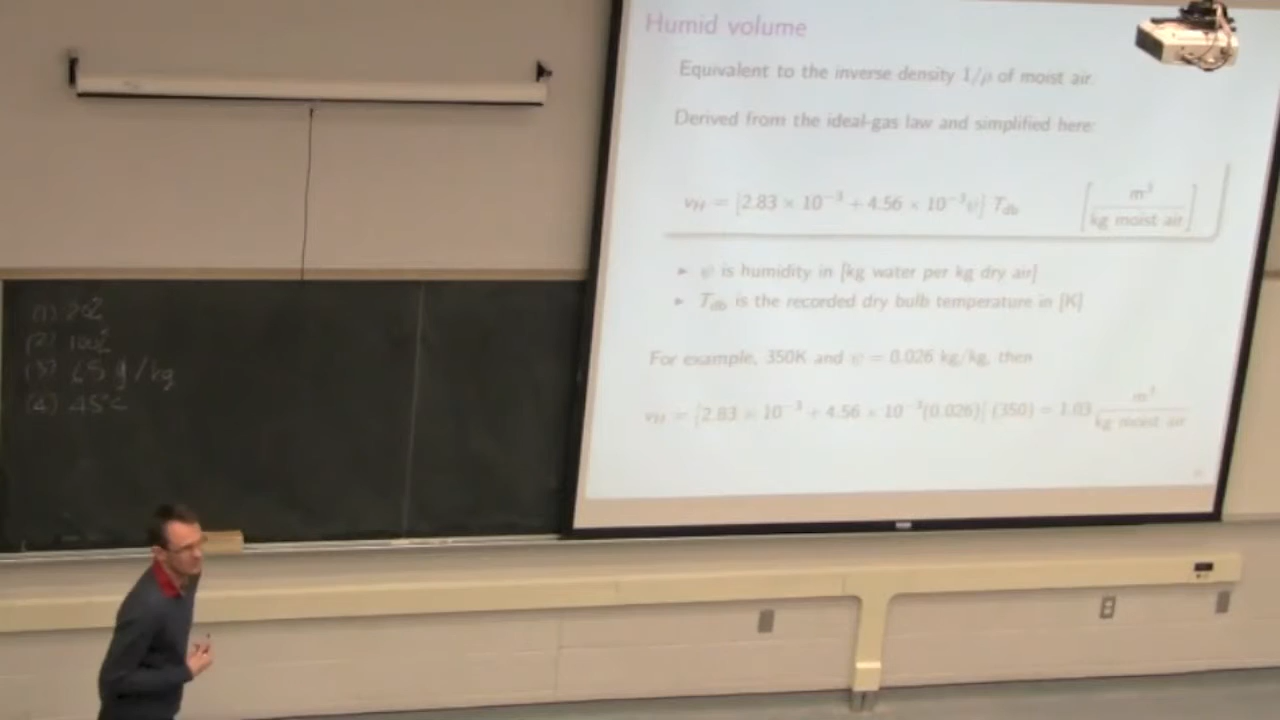 Humid volume
Equivalent to the inverse density 1/ρ of moist air.
Derived from the ideal-gas law and simplified here:
v_H = [2.83 × 10⁻³ + 4.56 × 10⁻³ψ] T_db [m³ / kg moist air]
▸ ψ is humidity in [kg water per kg dry air]
▸ T_db is the recorded dry bulb temperature in [K]
For example, 350K and ψ = 0.026 kg/kg, then
v_H = [2.83 × 10⁻³ + 4.56 × 10⁻³(0.026)] (350) = 1.03 m³ / kg moist air
(1)
(2)
(3) 65 g/kg
(4) 45°C